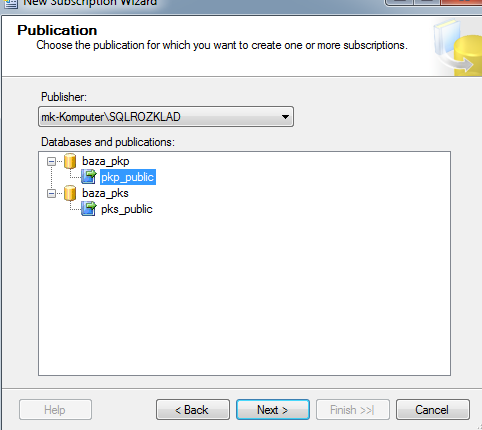 New Subscription Wizard
Publication
Choose the publication for which you want to create one or more subscriptions.
Publisher:
mk-Komputer\SQLROZKLAD
Databases and publications:
baza_pkp
pkp_public
baza_pks
pks_public
Help
< Back
Next >
Finish >>|
Cancel